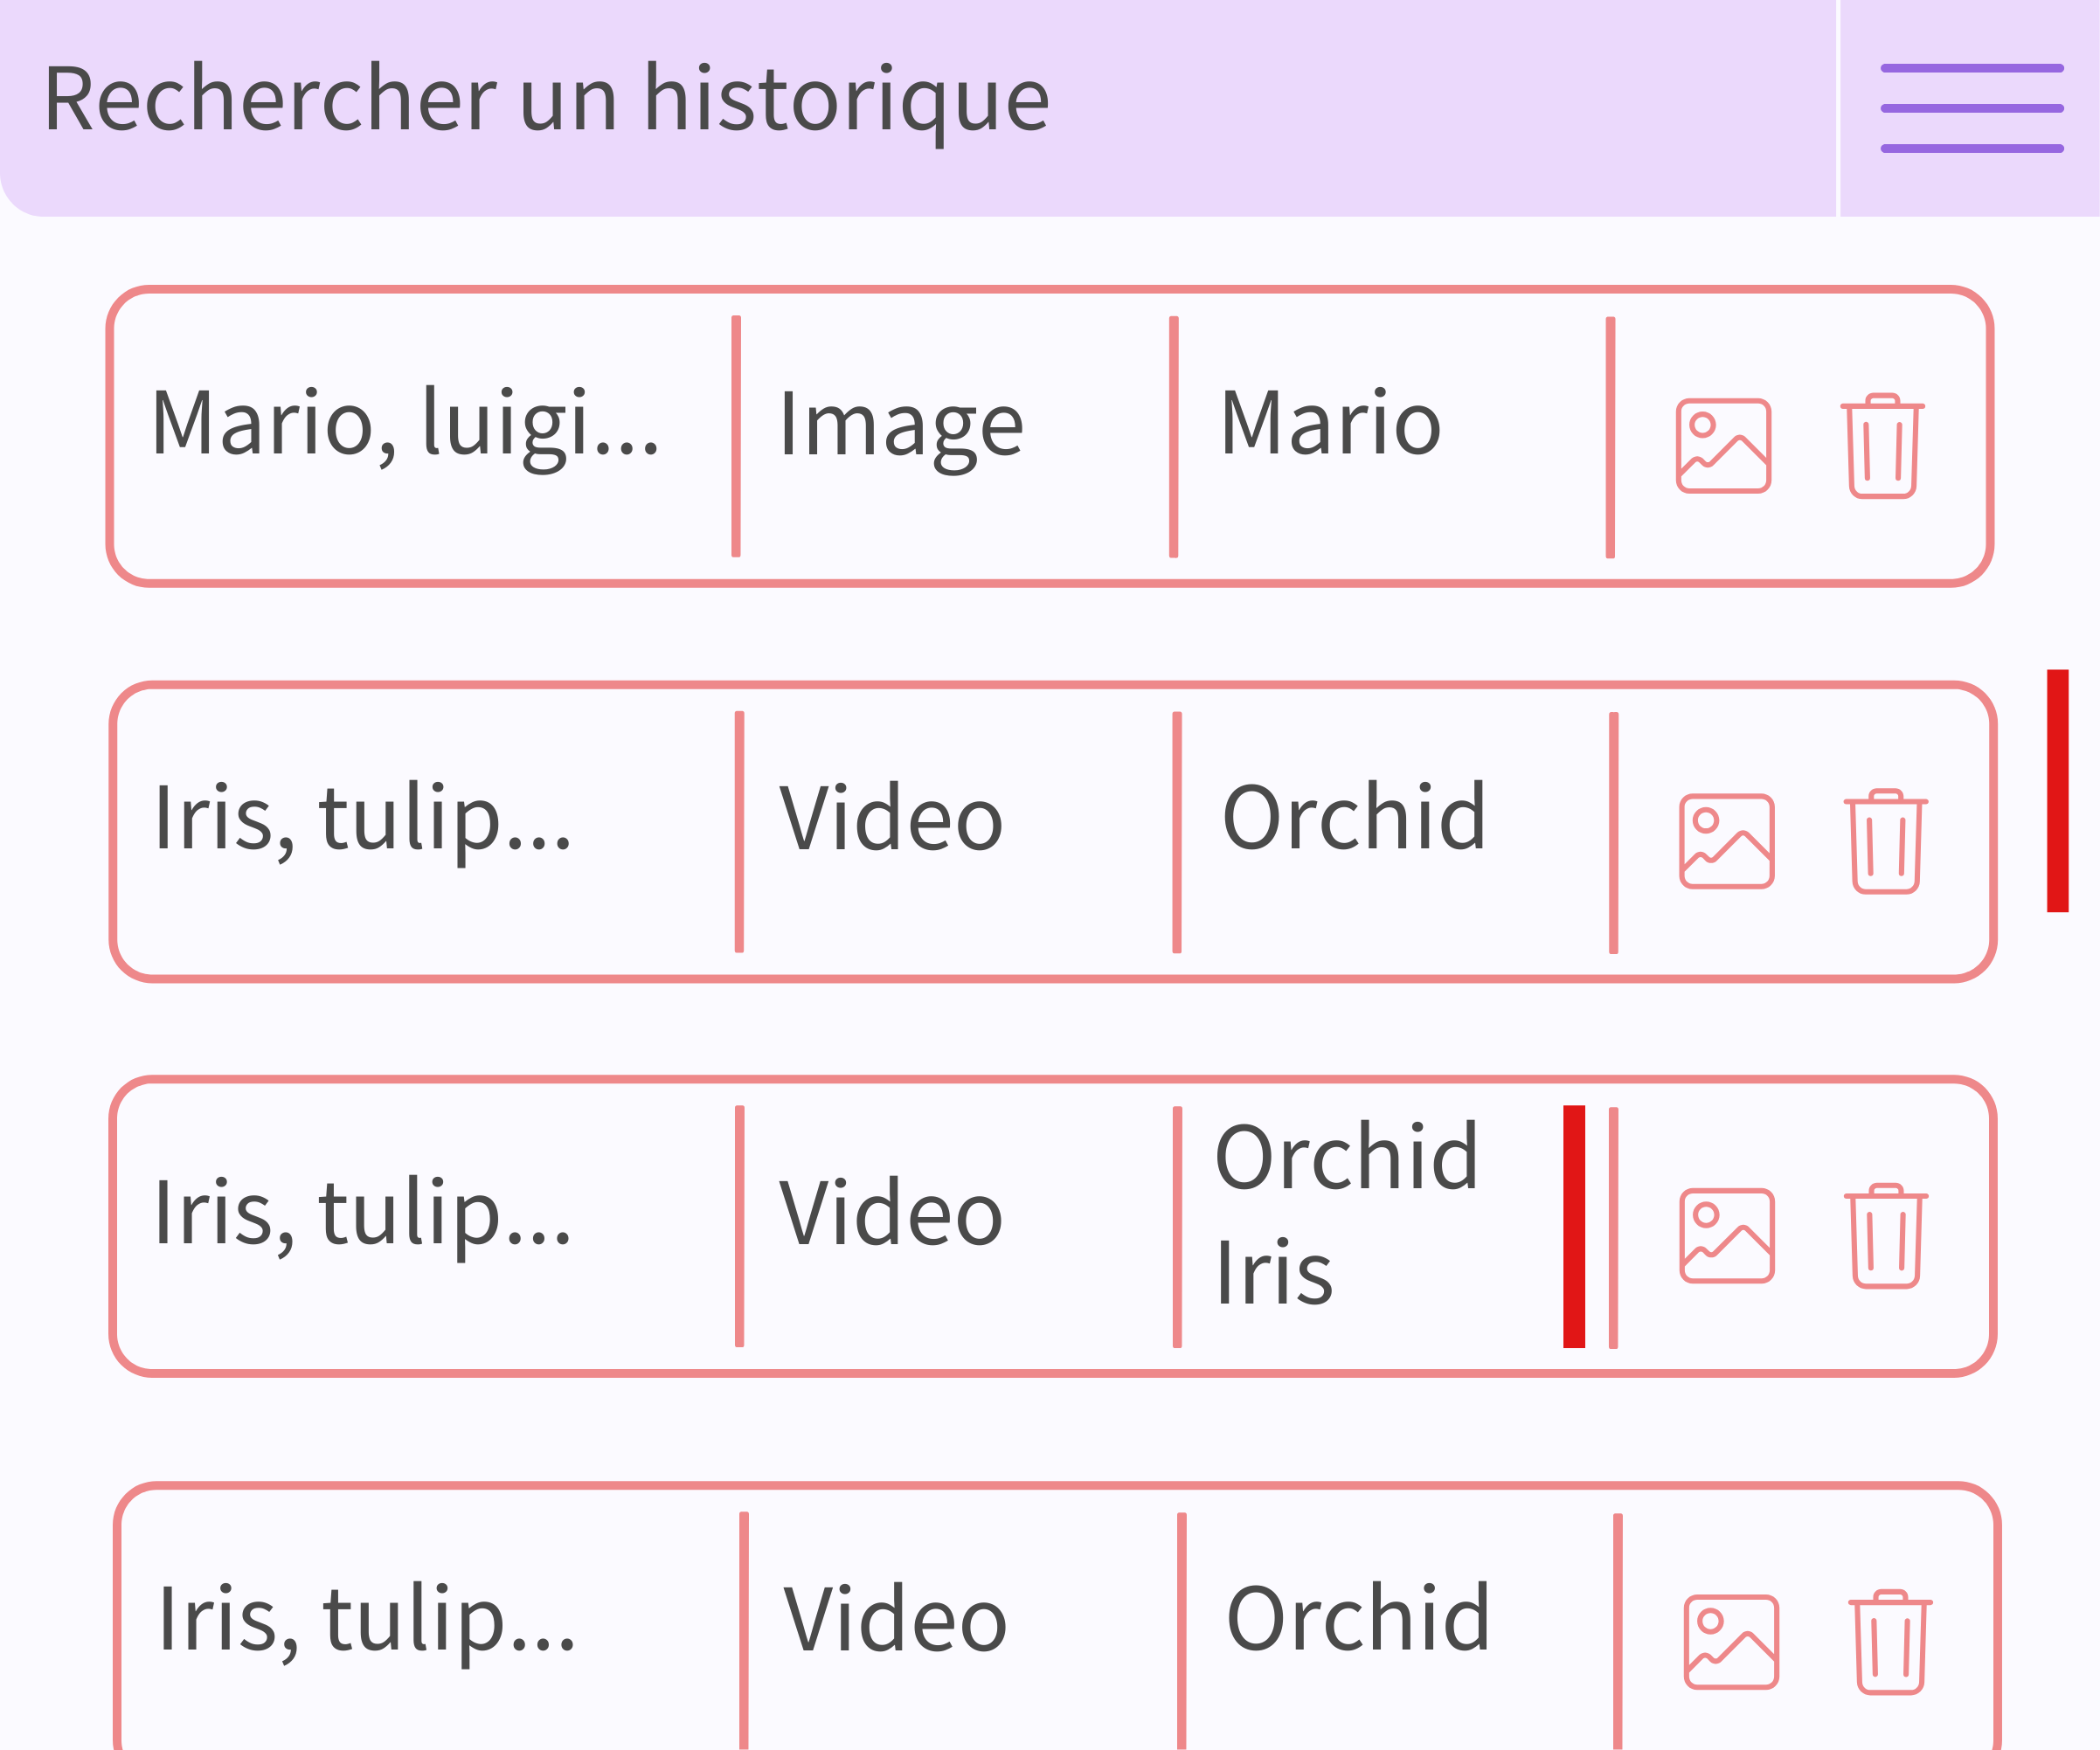 Rechercher un historique
Mario, luigi...
Image
Mario
Iris, tulip...
Video
Orchid
Iris, tulip...
Video
Orchid
Iris
Iris, tulip...
Video
Orchid